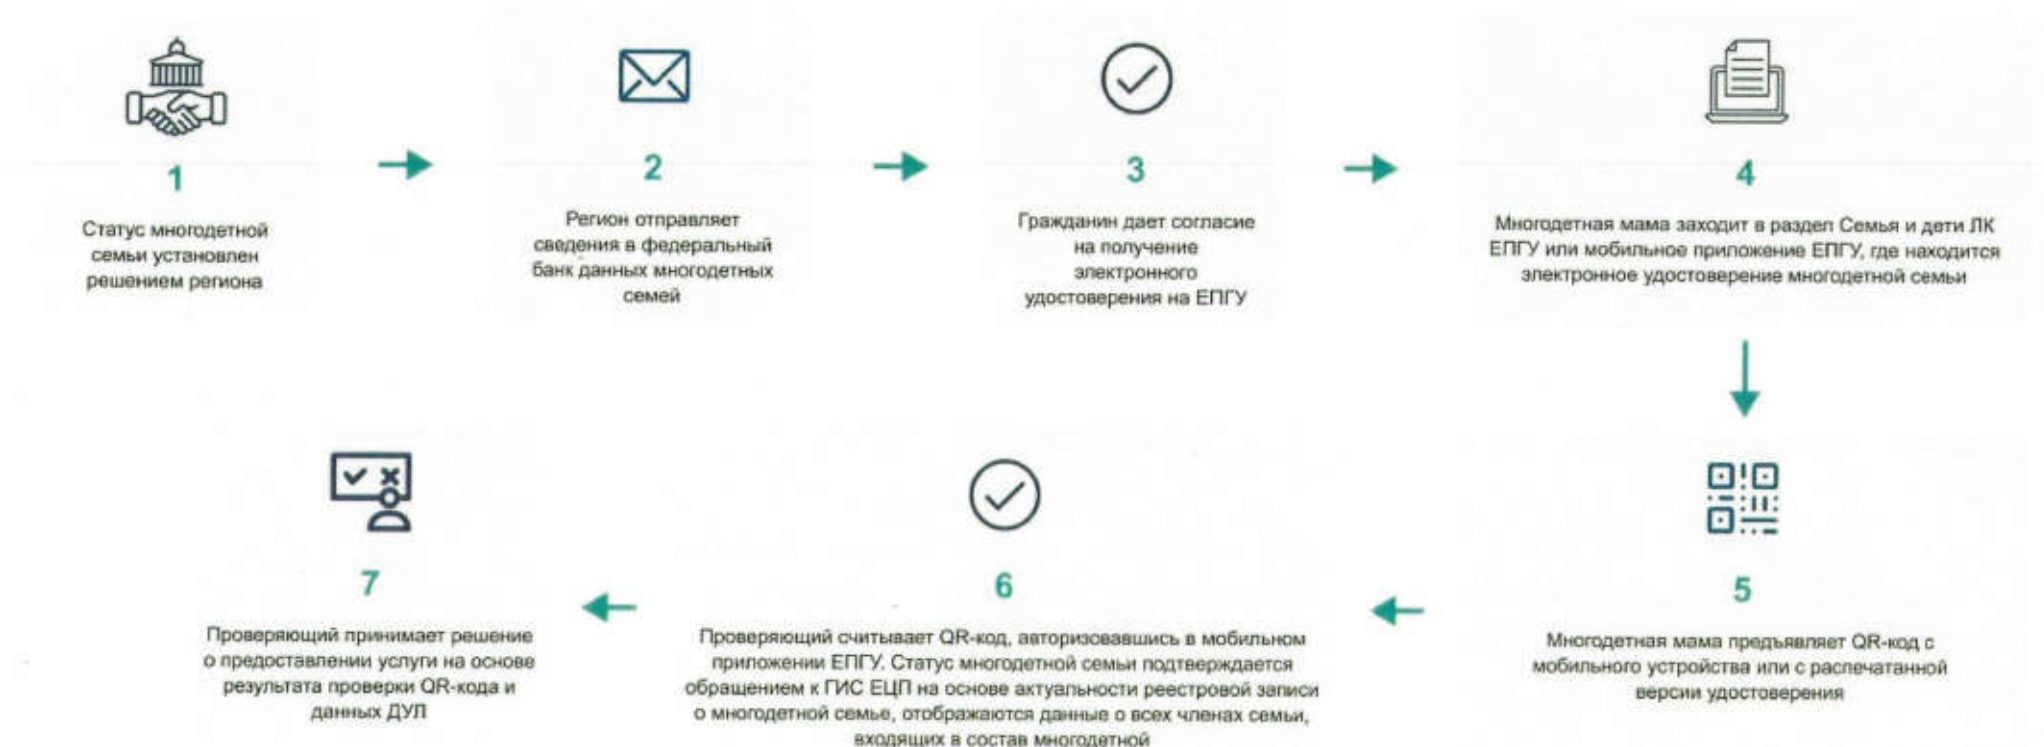 1
Статус многодетной
семьи установлен
решением региона
2
Регион отправляет
сведения в федеральный
банк данных многодетных
семей
3
Гражданин дает согласие
на получение
электронного
удостоверения на ЕПГУ
4
Многодетная мама заходит в раздел Семья и дети ЛК
ЕПГУ или мобильное приложение ЕПГУ, где находится
электронное удостоверение многодетной семьи
5
Многодетная мама предъявляет QR-код с
мобильного устройства или с распечатанной
версии удостоверения
6
Проверяющий считывает QR-код, авторизовавшись в мобильном
приложении ЕПГУ. Статус многодетной семьи подтверждается
обращением к ГИС ЕЦП на основе актуальности реестровой записи
о многодетной семье, отображаются данные о всех членах семьи,
входящих в состав многодетной
7
Проверяющий принимает решение
о предоставлении услуги на основе
результата проверки QR-кода и
данных ДУЛ